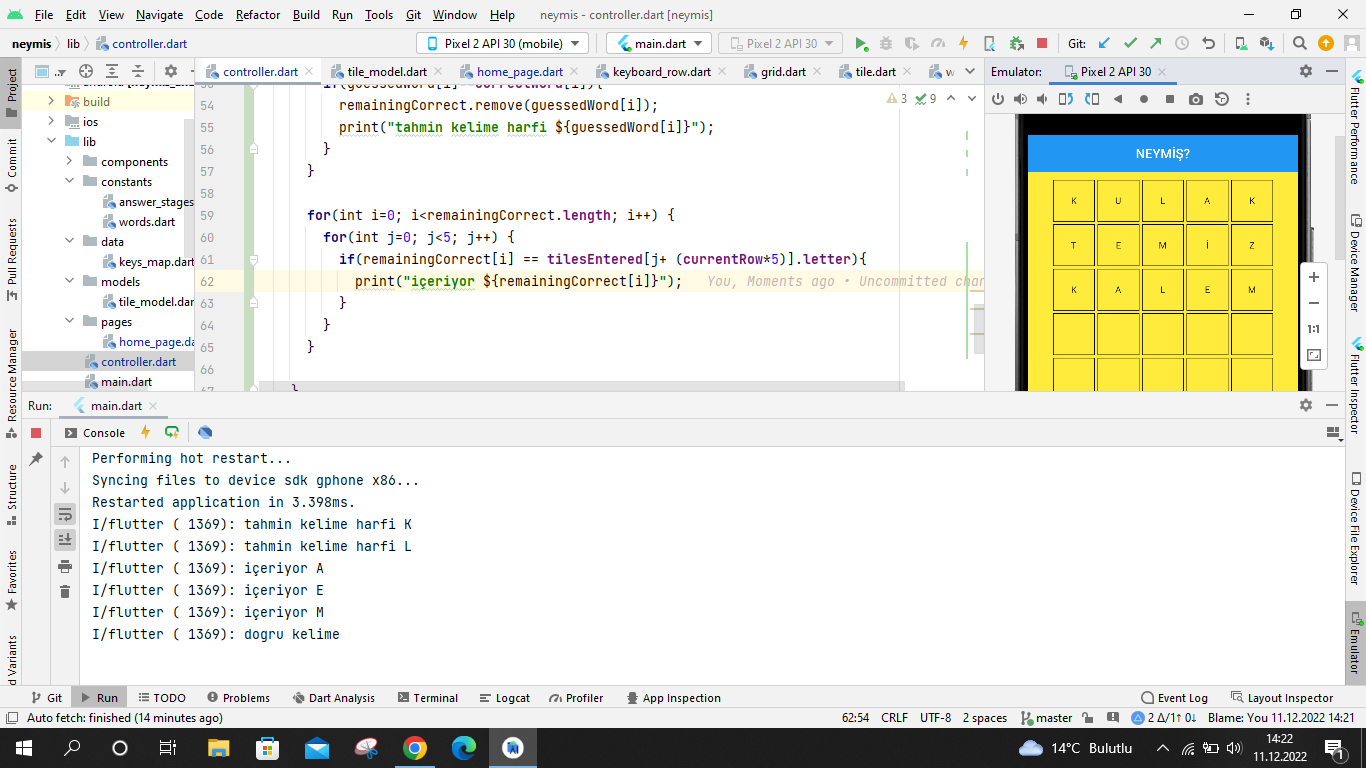 File Edit View Navigate Code Refactor Build Run Tools Git Window Help neymis - controller.dart [neymis]
neymis lib controller.dart Pixel 2 API 30 (mobile) main.dart Pixel 2 API 30 Git:
controller.dart tile_model.dart home_page.dart keyboard_row.dart grid.dart tile.dart w
Emulator: Pixel 2 API 30
Project
Commit
Pull Requests
Resource Manager
Structure
Favorites
d Variants
build
ios
lib
components
constants
answer_stages
words.dart
data
keys_map.dart
models
tile_model.dar
pages
home_page.da
controller.dart
main.dart
3 9
54 remainingCorrect.remove(guessedWord[i]);
55 print("tahmin kelime harfi ${guessedWord[i]}");
56 }
57 }
58
59 for(int i=0; i<remainingCorrect.length; i++) {
60 for(int j=0; j<5; j++) {
61 if(remainingCorrect[i] == tilesEntered[j+ (currentRow*5)].letter){
62 print("içeriyor ${remainingCorrect[i]}"); You, Moments ago • Uncommitted chan
63 }
64 }
65 }
66
NEYMİŞ?
K U L A K
T E M İ Z
K A L E M
1:1
Flutter Performance
Device Manager
Flutter Inspector
Device File Explorer
Emulator
Run: main.dart
Console
Performing hot restart...
Syncing files to device sdk gphone x86...
Restarted application in 3.398ms.
I/flutter ( 1369): tahmin kelime harfi K
I/flutter ( 1369): tahmin kelime harfi L
I/flutter ( 1369): içeriyor A
I/flutter ( 1369): içeriyor E
I/flutter ( 1369): içeriyor M
I/flutter ( 1369): dogru kelime
Git Run TODO Problems Dart Analysis Terminal Logcat Profiler App Inspection Event Log Layout Inspector
Auto fetch: finished (14 minutes ago) 62:54 CRLF UTF-8 2 spaces master 2 Δ/1↑ 0↓ Blame: You 11.12.2022 14:21
14°C Bulutlu 14:22
11.12.2022 1